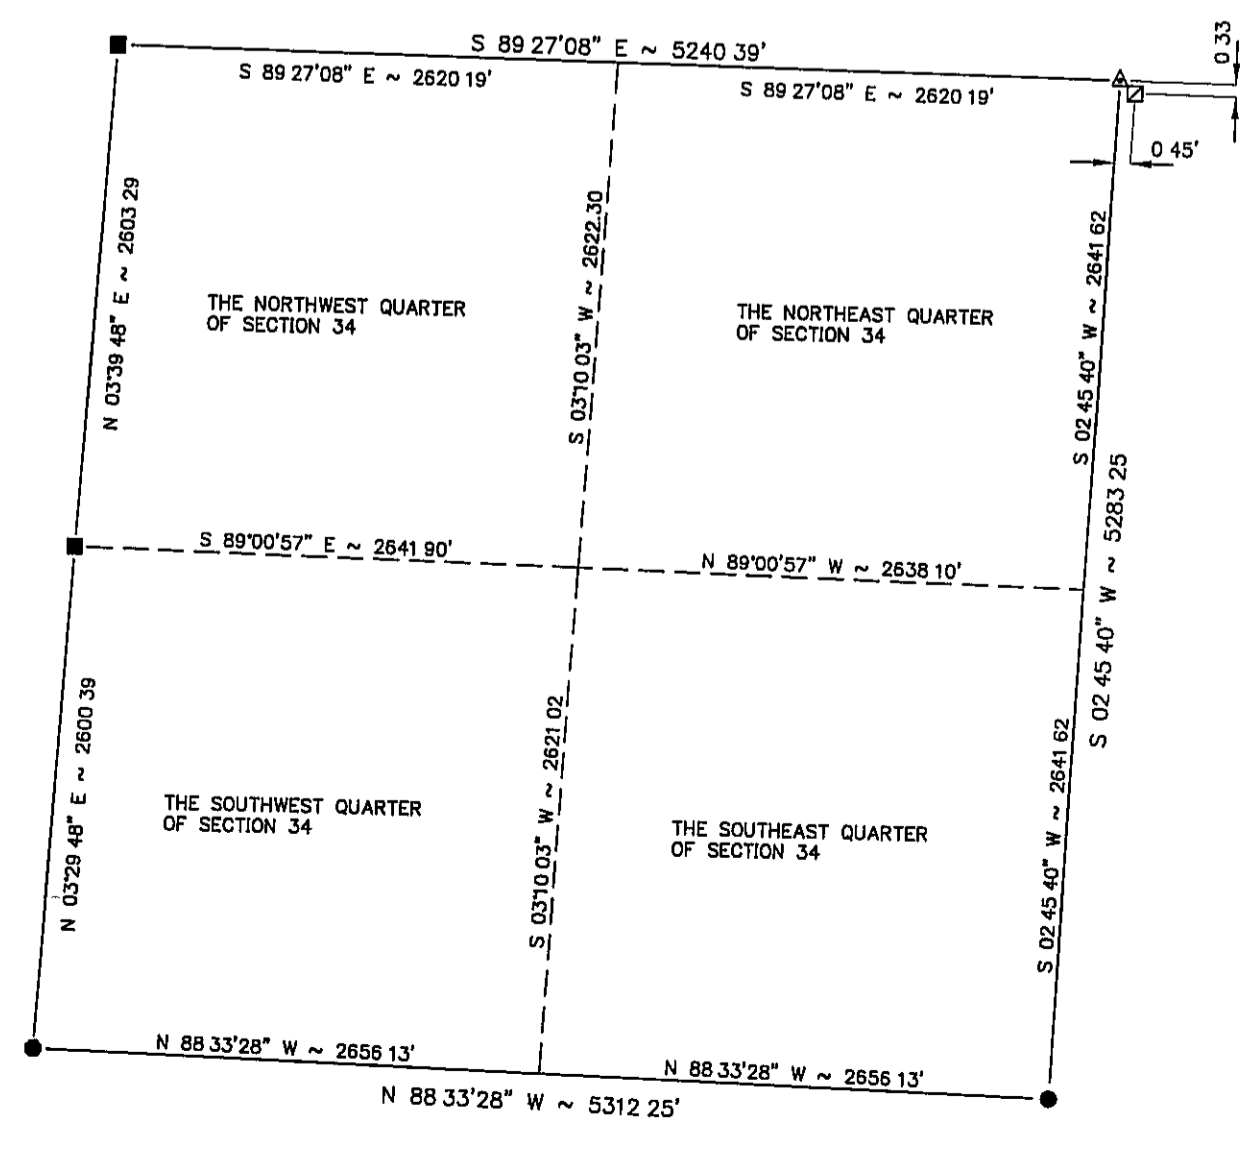 S 89 27'08" E ~ 5240 39'
0 33
S 89 27'08" E ~ 2620 19'
S 89 27'08" E ~ 2620 19'
0 45'
N 03°39 48" E ~ 2603 29
S 03°10 03" W ~ 2622.30
S 02 45 40" W ~ 2641 62
THE NORTHWEST QUARTER
OF SECTION 34
THE NORTHEAST QUARTER
OF SECTION 34
S 02 45 40" W ~ 5283 25
S 89°00'57" E ~ 2641 90'
N 89°00'57" W ~ 2638 10'
N 03°29 48" E ~ 2600 39
S 03°10 03" W ~ 2621 02
S 02 45 40" W ~ 2641 62
THE SOUTHWEST QUARTER
OF SECTION 34
THE SOUTHEAST QUARTER
OF SECTION 34
N 88 33'28" W ~ 2656 13'
N 88 33'28" W ~ 2656 13'
N 88 33'28" W ~ 5312 25'